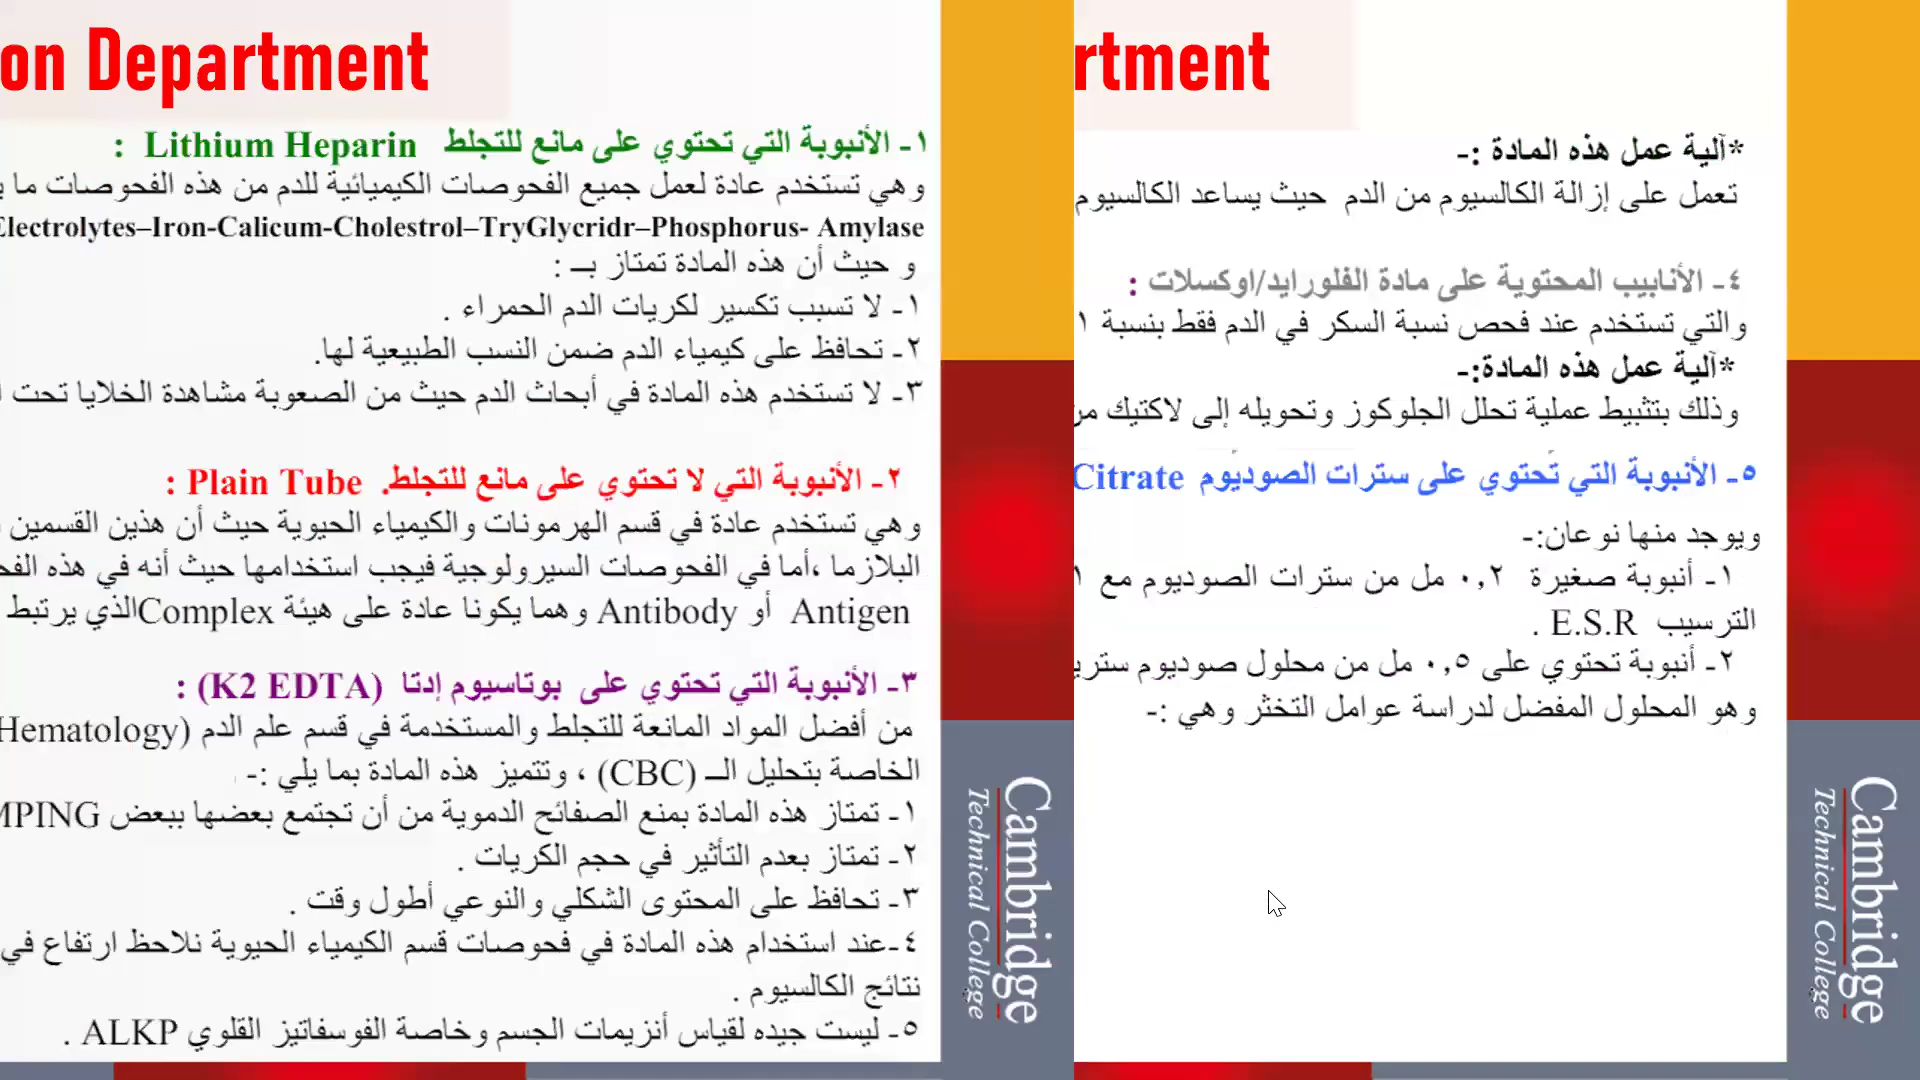 on Department
١- الأنبوبة التي تحتوي على مانع للتجلط Lithium Heparin :
وهي تستخدم عادة لعمل جميع الفحوصات الكيميائية للدم من هذه الفحوصات ما
Electrolytes–Iron-Calicum-Cholestrol–TryGlycridr–Phosphorus- Amylase
و حيث أن هذه المادة تمتاز بــ :
١- لا تسبب تكسير لكريات الدم الحمراء .
٢- تحافظ على كيمياء الدم ضمن النسب الطبيعية لها.
٣- لا تستخدم هذه المادة في أبحاث الدم حيث من الصعوبة مشاهدة الخلايا تحت
٢- الأنبوبة التي لا تحتوي على مانع للتجلط. Plain Tube :
وهي تستخدم عادة في قسم الهرمونات والكيمياء الحيوية حيث أن هذين القسمين
البلازما ،أما في الفحوصات السيرولوجية فيجب استخدامها حيث أنه في هذه
Antigen أو Antibody وهما يكونا عادة على هيئة Complexالذي يرتبط
٣- الأنبوبة التي تحتوي على بوتاسيوم إدتا (K2 EDTA) :
من أفضل المواد المانعة للتجلط والمستخدمة في قسم علم الدم (Hematology)
الخاصة بتحليل الــ (CBC) ، وتتميز هذه المادة بما يلي :-
١- تمتاز هذه المادة بمنع الصفائح الدموية من أن تجتمع بعضها ببعض MPING
٢- تمتاز بعدم التأثير في حجم الكريات .
٣- تحافظ على المحتوى الشكلي والنوعي أطول وقت .
٤-عند استخدام هذه المادة في فحوصات قسم الكيمياء الحيوية نلاحظ ارتفاع في
نتائج الكالسيوم .
٥- ليست جيده لقياس أنزيمات الجسم وخاصة الفوسفاتيز القلوي ALKP .
Cambridge
Technical College
rtment
*آلية عمل هذه المادة :-
تعمل على إزالة الكالسيوم من الدم حيث يساعد الكالسيوم
٤- الأنابيب المحتوية على مادة الفلورايد/اوكسلات :
والتي تستخدم عند فحص نسبة السكر في الدم فقط بنسبة ١
*آلية عمل هذه المادة:-
وذلك بتثبيط عملية تحلل الجلوكوز وتحويله إلى لاكتيك
٥- الأنبوبة التي تحتوي على سترات الصوديوم Citrate
ويوجد منها نوعان:-
١- أنبوبة صغيرة ٠,٢ مل من سترات الصوديوم مع ١
الترسيب E.S.R .
٢- أنبوبة تحتوي على ٠,٥ مل من محلول صوديوم
وهو المحلول المفضل لدراسة عوامل التخثر وهي :-
Cambridge
Technical College